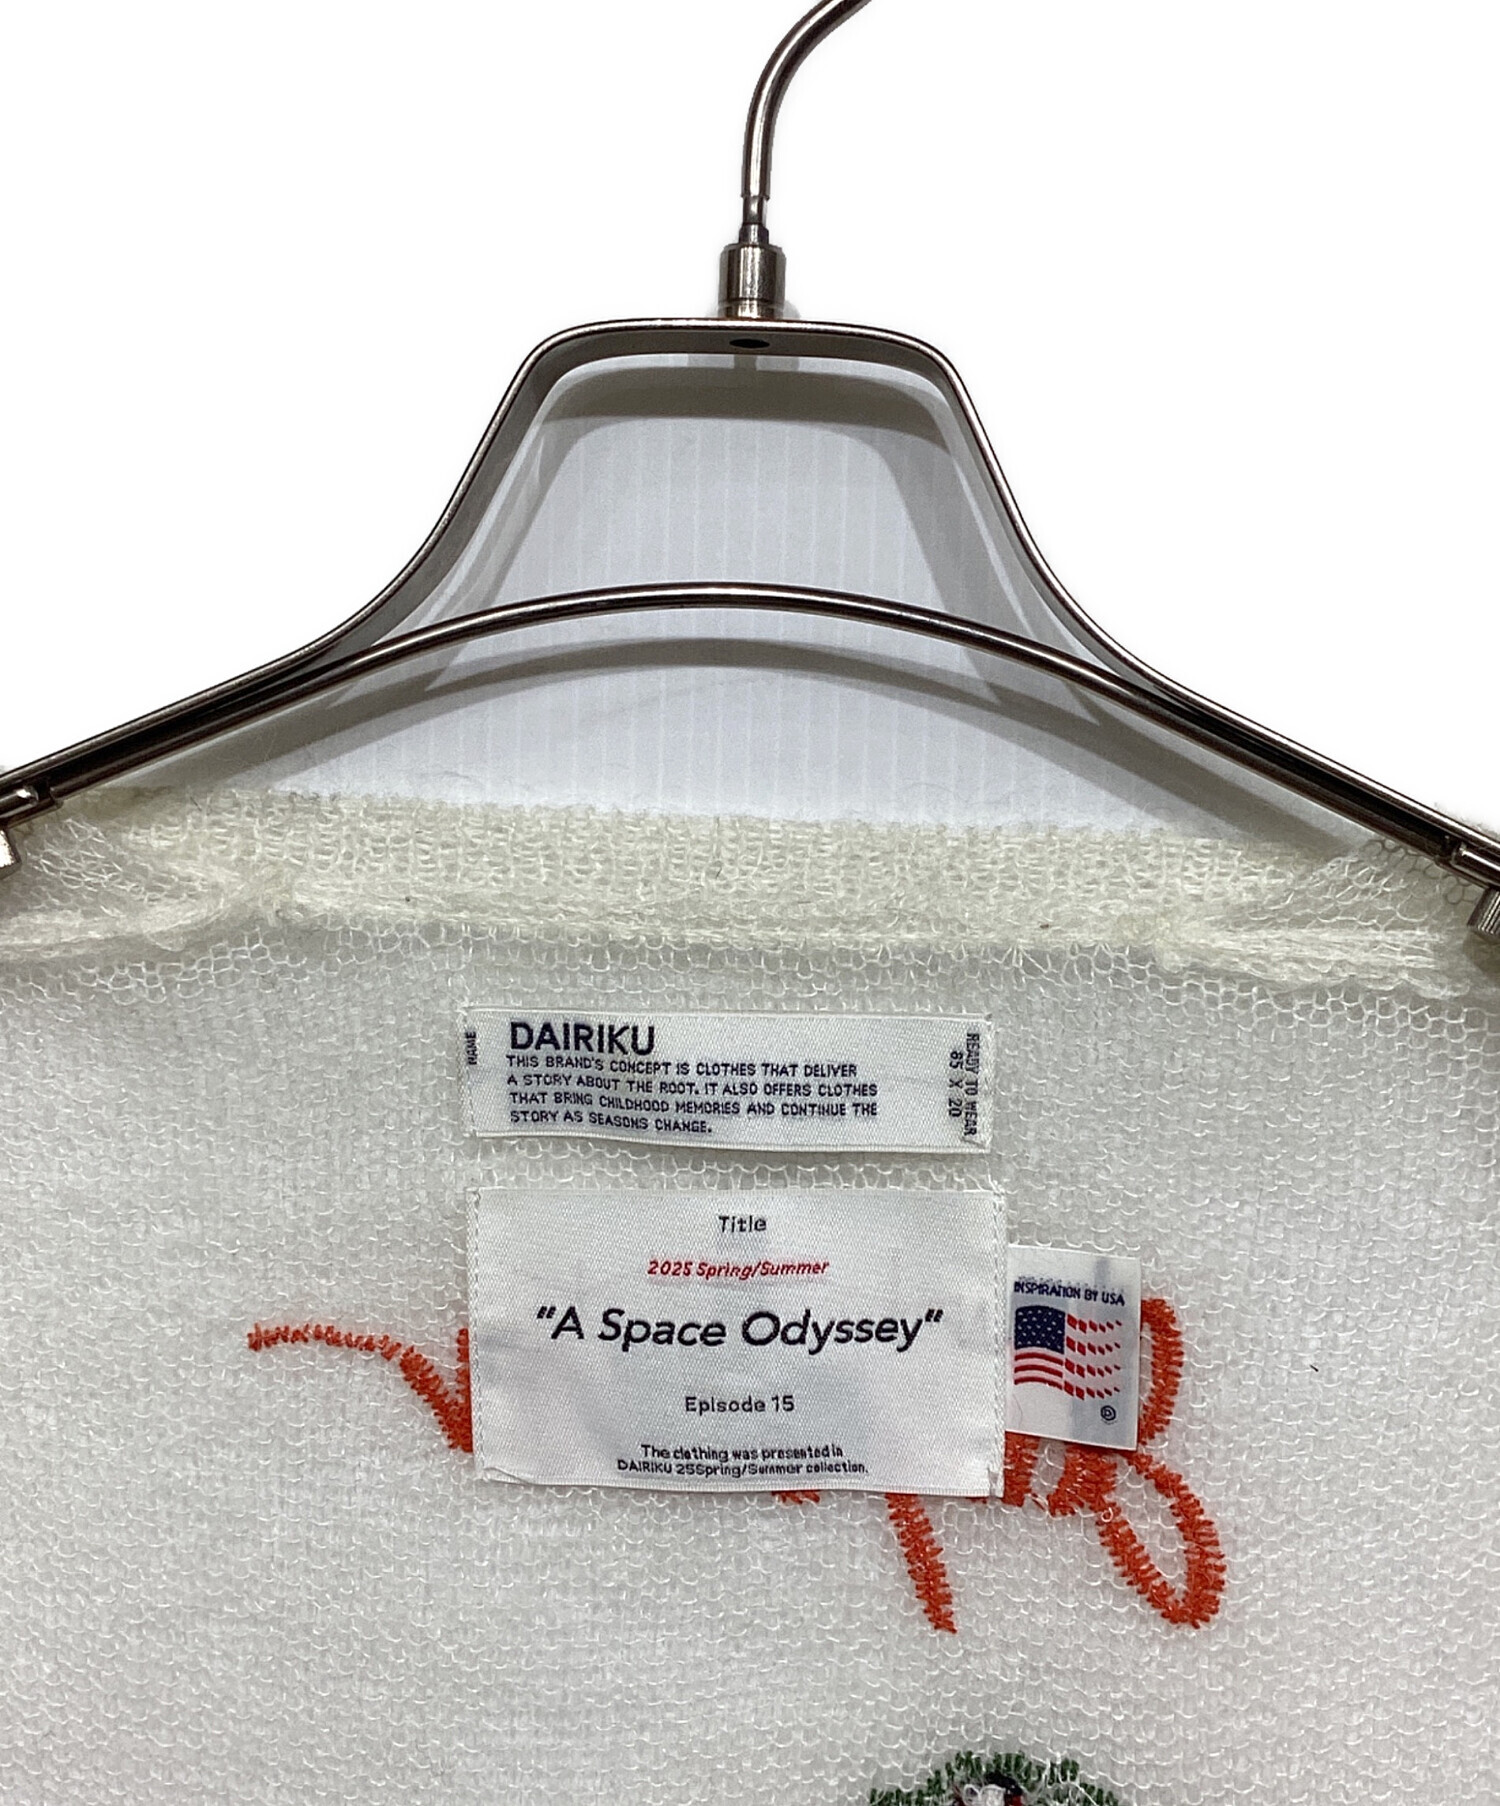 NAME
DAIRIKU
THIS BRAND'S CONCEPT IS CLOTHES THAT DELIVER
A STORY ABOUT THE ROOT. IT ALSO OFFERS CLOTHES
THAT BRING CHILDHOOD MEMORIES AND CONTINUE THE
STORY AS SEASONS CHANGE.
READY TO WEAR
85 X 20
Title
2025 Spring/Summer
"A Space Odyssey"
Episode 15
The clothing was presented in
DAIRIKU 25Spring/Summer collection.
INSPIRATION BY USA